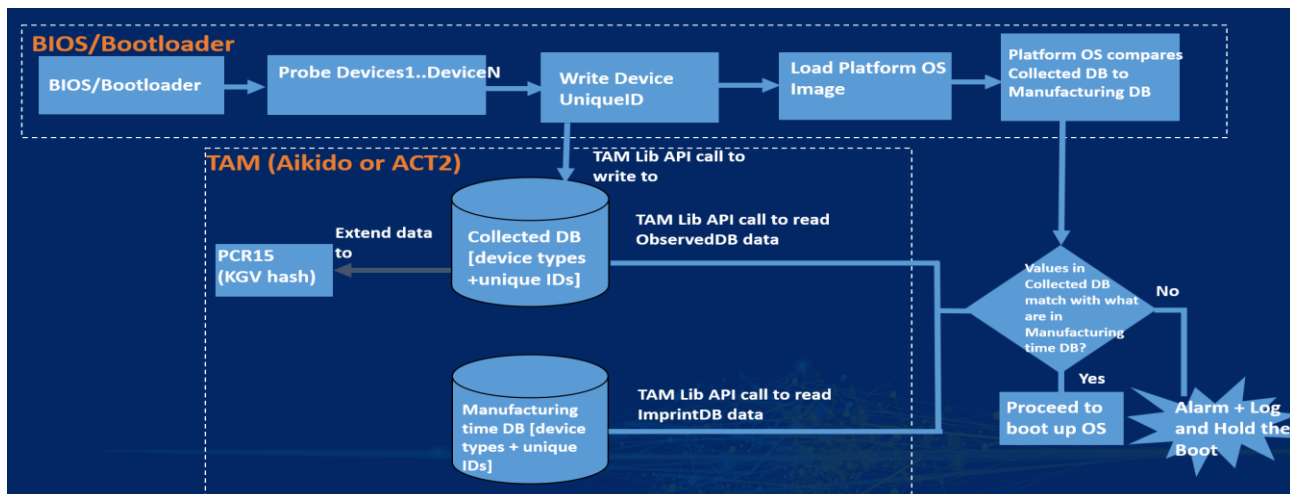 BIOS/Bootloader
BIOS/Bootloader
Probe Devices1..DeviceN
Write Device
UniqueID
Load Platform OS
Image
Platform OS compares
Collected DB to
Manufacturing DB
TAM (Aikido or ACT2)
TAM Lib API call to
write to
Extend data
to
PCR15
(KGV hash)
Collected DB
[device types
+unique IDs]
TAM Lib API call to read
ObservedDB data
Values in
Collected DB
match with what
are in
Manufacturing
time DB?
No
Yes
Manufacturing
time DB [device
types + unique
IDs]
TAM Lib API call to read
ImprintDB data
Proceed to
boot up OS
Alarm + Log
and Hold the
Boot